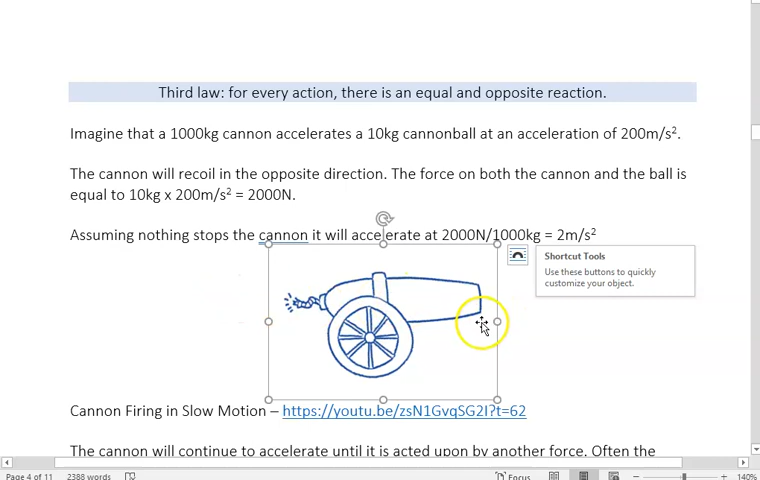 Third law: for every action, there is an equal and opposite reaction.
Imagine that a 1000kg cannon accelerates a 10kg cannonball at an acceleration of 200m/s².
The cannon will recoil in the opposite direction. The force on both the cannon and the ball is
equal to 10kg x 200m/s² = 2000N.
Assuming nothing stops the cannon it will accelerate at 2000N/1000kg = 2m/s²
Shortcut Tools
Use these buttons to quickly
customize your object.
Cannon Firing in Slow Motion – https://youtu.be/zsN1GvqSG2I?t=62
The cannon will continue to accelerate until it is acted upon by another force. Often the
Page 4 of 11 2388 words Focus 140%